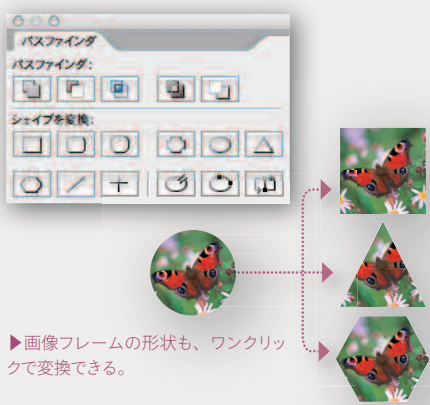 パスファインダ
パスファインダ:
シェイプを変換:
▶画像フレームの形状も、ワンクリッ
クで変換できる。